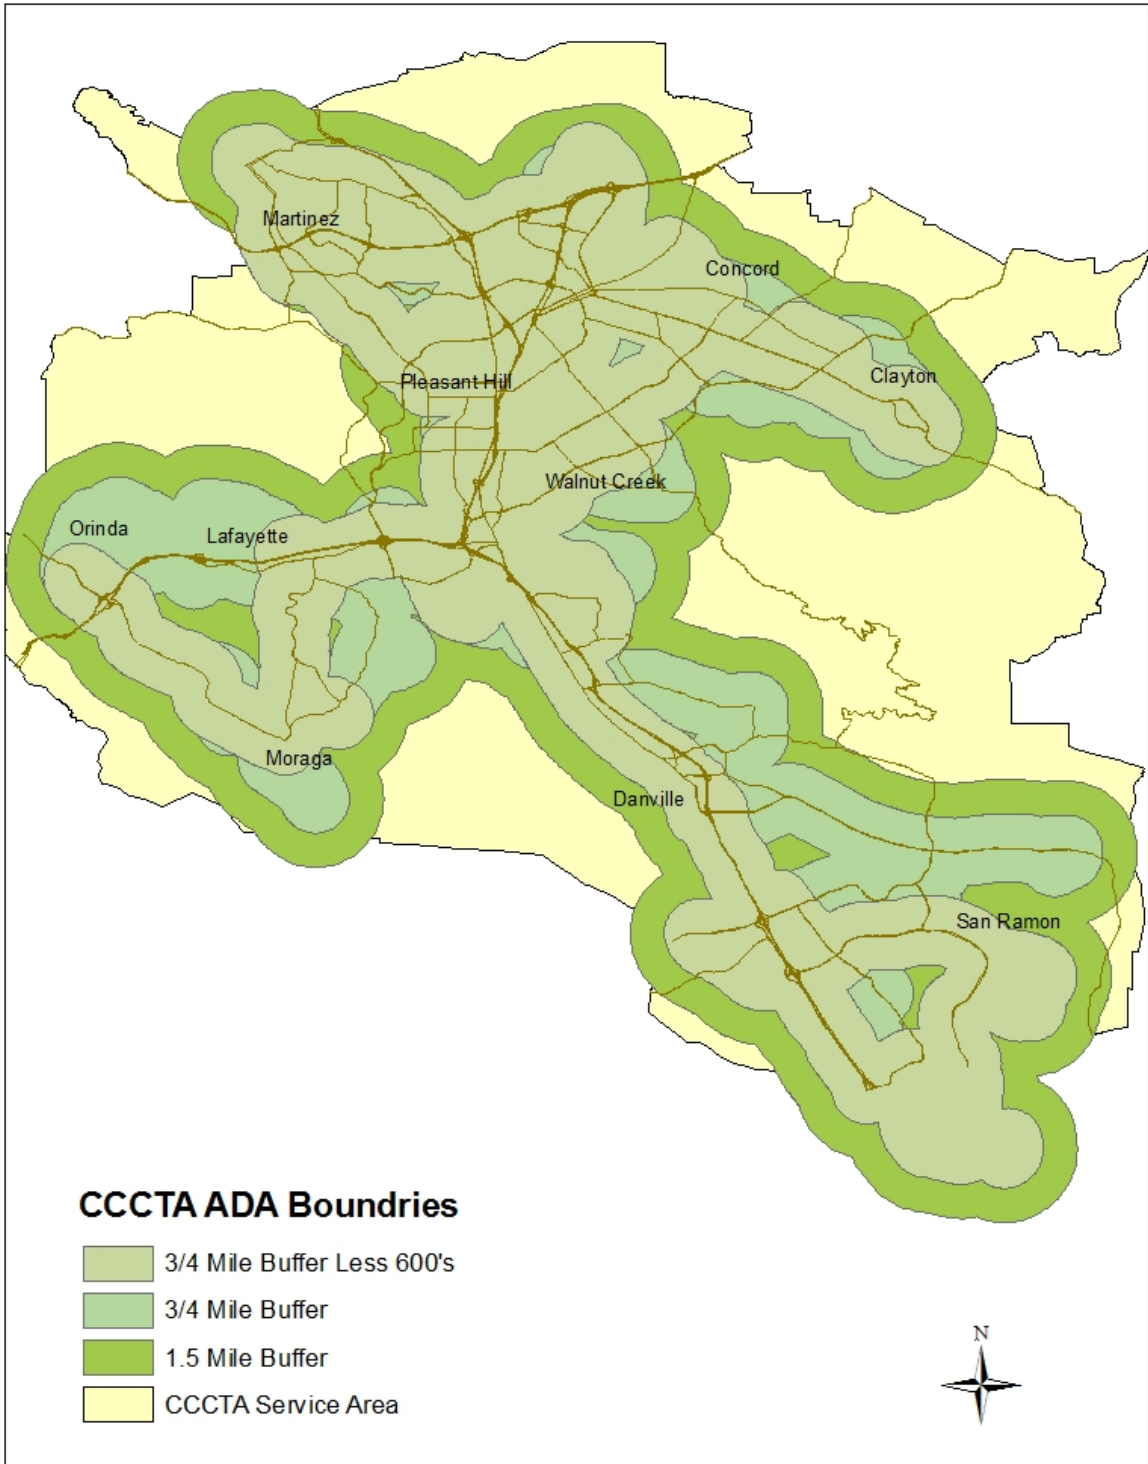 Martinez
Concord
Pleasant Hill
Clayton
Walnut Creek
Orinda
Lafayette
Moraga
Danville
San Ramon
CCCTA ADA Boundries
3/4 Mile Buffer Less 600's
3/4 Mile Buffer
1.5 Mile Buffer
CCCTA Service Area
N